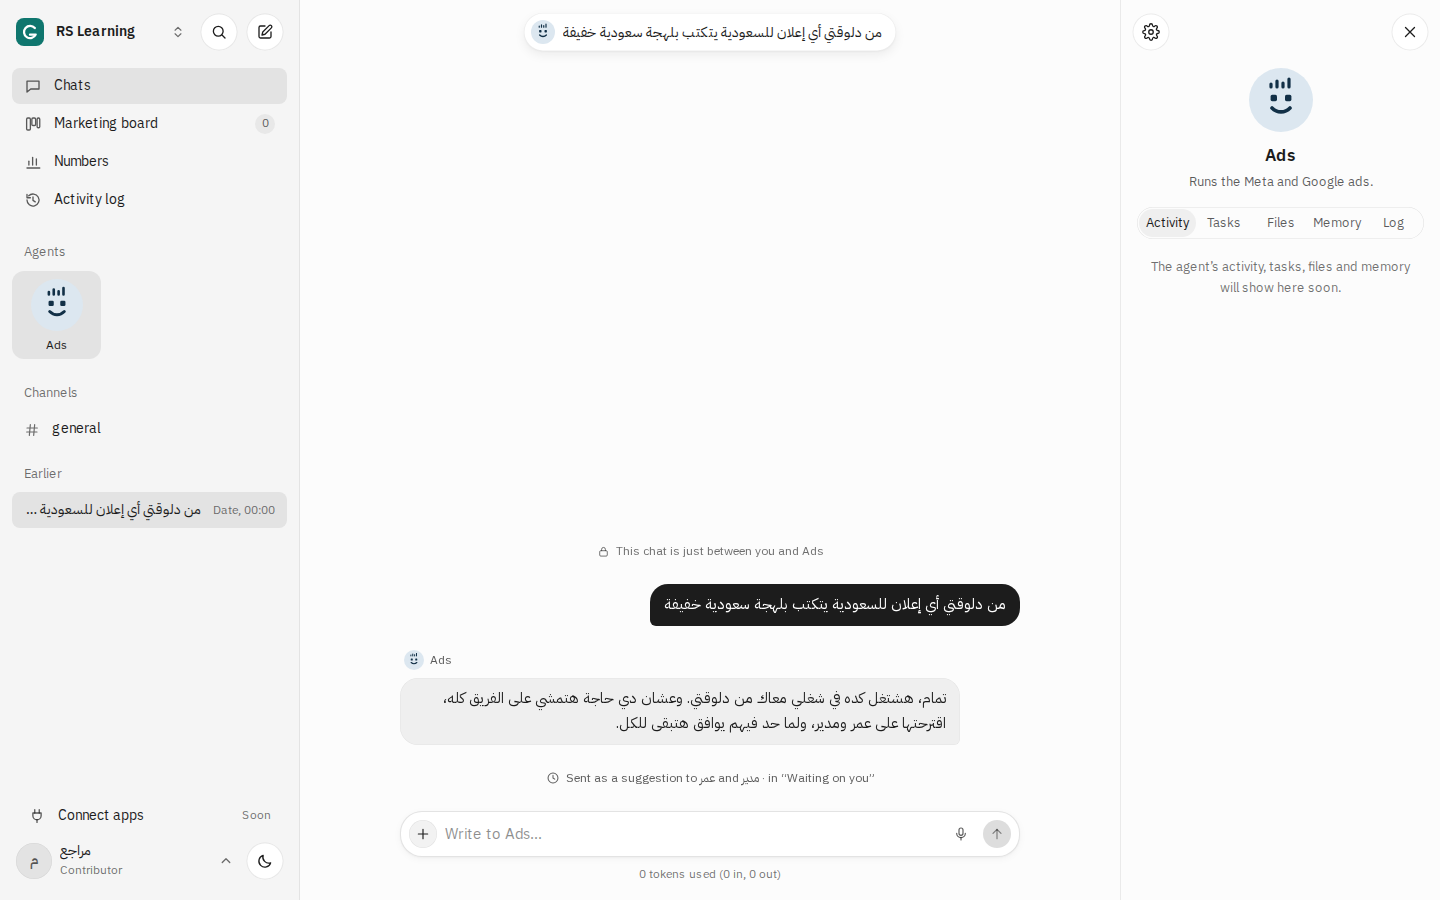 RS Learning
Chats
Marketing board
0
Numbers
Activity log
Agents
Ads
Channels
general
Earlier
من دلوقتي أي إعلان للسعودية ...
Date, 00:00
Connect apps
Soon
م
مراجع
Contributor
من دلوقتي أي إعلان للسعودية يتكتب بلهجة سعودية خفيفة
This chat is just between you and Ads
من دلوقتي أي إعلان للسعودية يتكتب بلهجة سعودية خفيفة
Ads
تمام، هشتغل كده في شغلي معاك من دلوقتي. وعشان دي حاجة هتمشي على الفريق كله،
اقترحتها على عمر ومدير، ولما حد فيهم يوافق هتبقى للكل.
Sent as a suggestion to عمر and مدير · in “Waiting on you”
Write to Ads...
0 tokens used (0 in, 0 out)
Ads
Runs the Meta and Google ads.
Activity
Tasks
Files
Memory
Log
The agent's activity, tasks, files and memory
will show here soon.